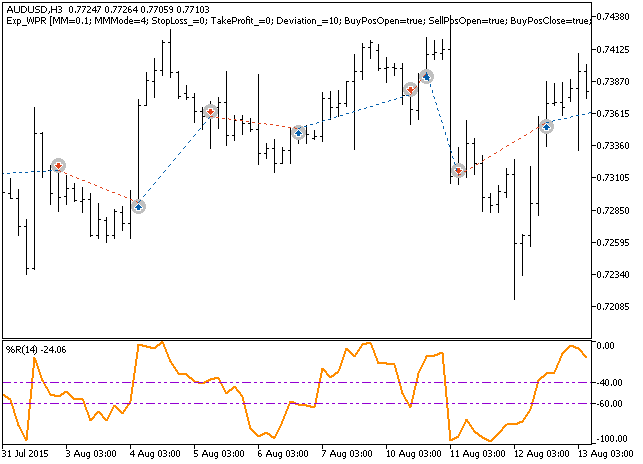 AUDUSD,H3 0.77247 0.77264 0.77059 0.77103
Exp_WPR [MM=0.1; MMMode=4; StopLoss_=0; TakeProfit_=0; Deviation_=10; BuyPosOpen=true; SellPosOpen=true; BuyPosClose=true;
0.74380
0.74125
0.73870
0.73615
0.73360
0.73105
0.72850
0.72595
0.72340
0.72085
%R(14) -24.06
0.00
-40.00
-60.00
-100.00
31 Jul 2015
3 Aug 03:00
4 Aug 03:00
5 Aug 03:00
6 Aug 03:00
7 Aug 03:00
10 Aug 03:00
11 Aug 03:00
12 Aug 03:00
13 Aug 03:00